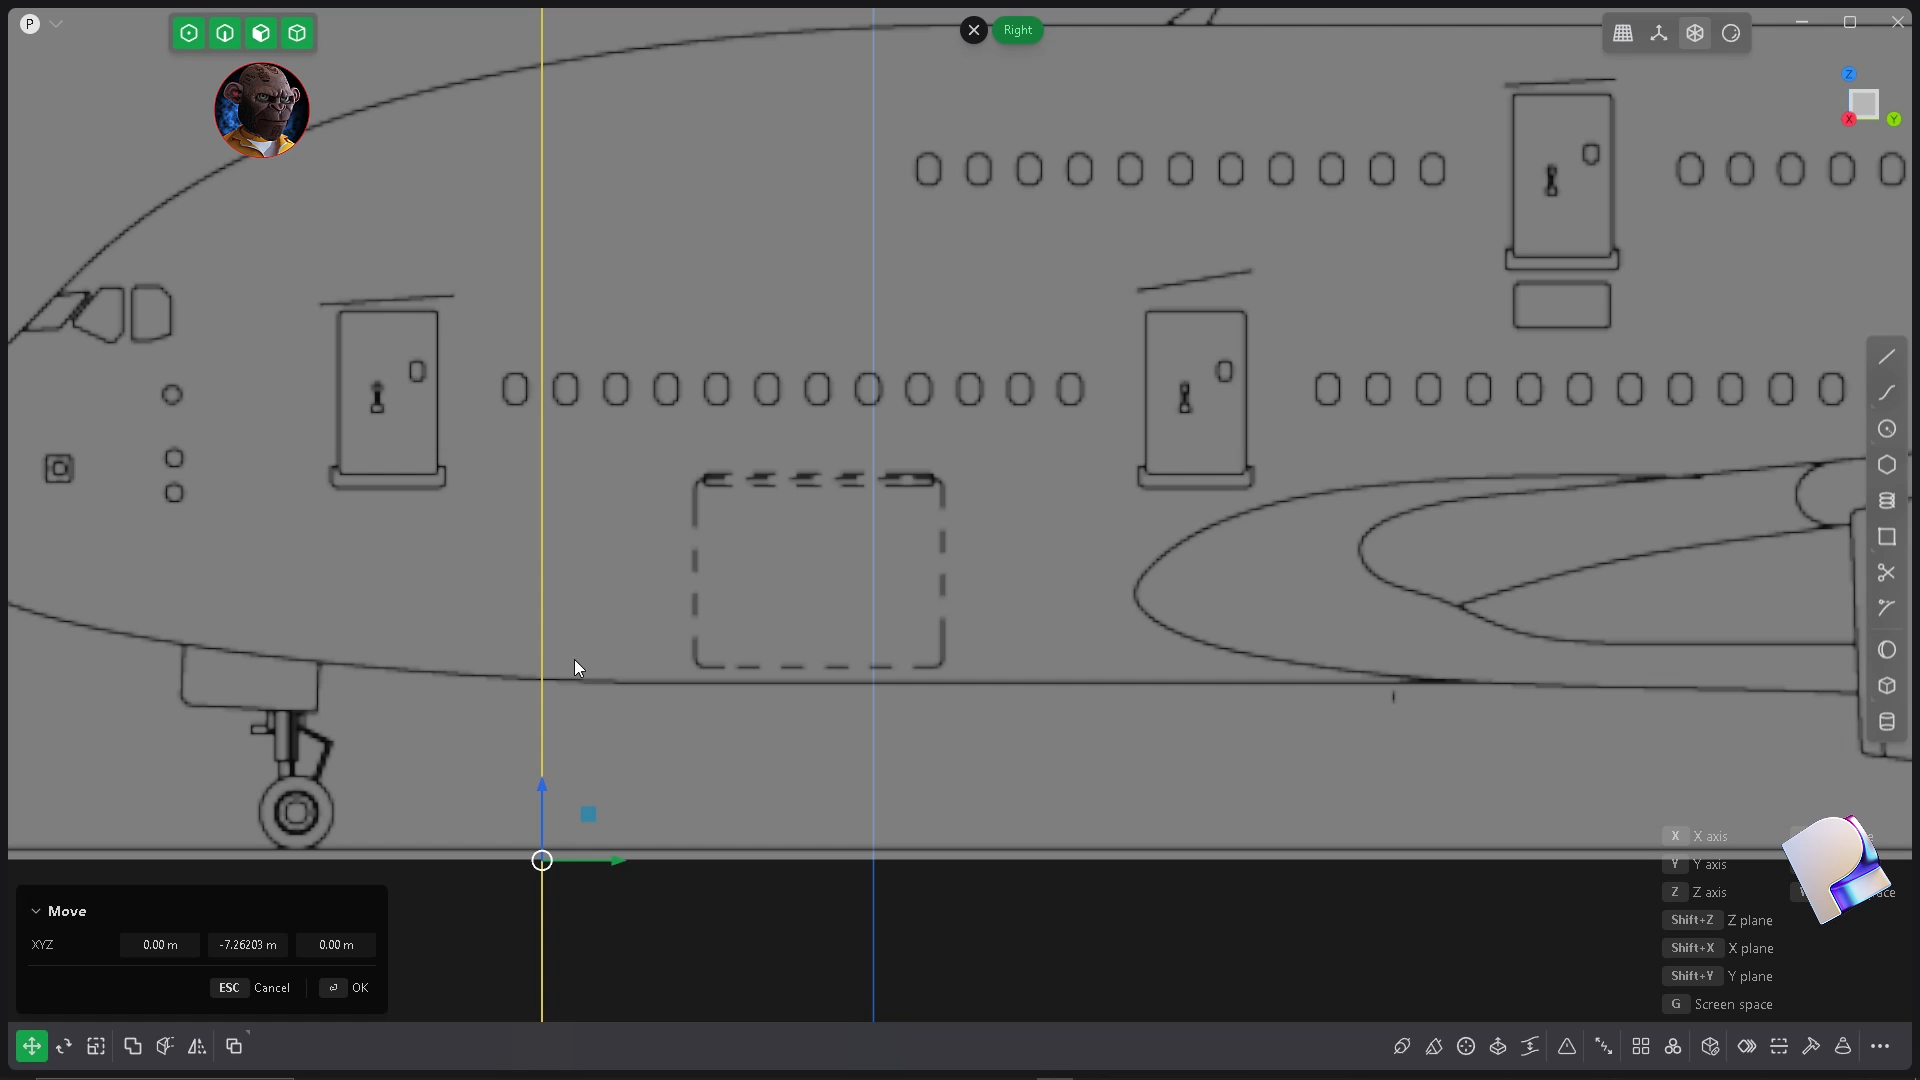 P
Right
Z
X
Y
X X axis
Y Y axis
Z Z axis
Shift+Z Z plane
Shift+X X plane
Shift+Y Y plane
G Screen space
Move
XYZ 0.00 m -7.26203 m 0.00 m
ESC Cancel OK